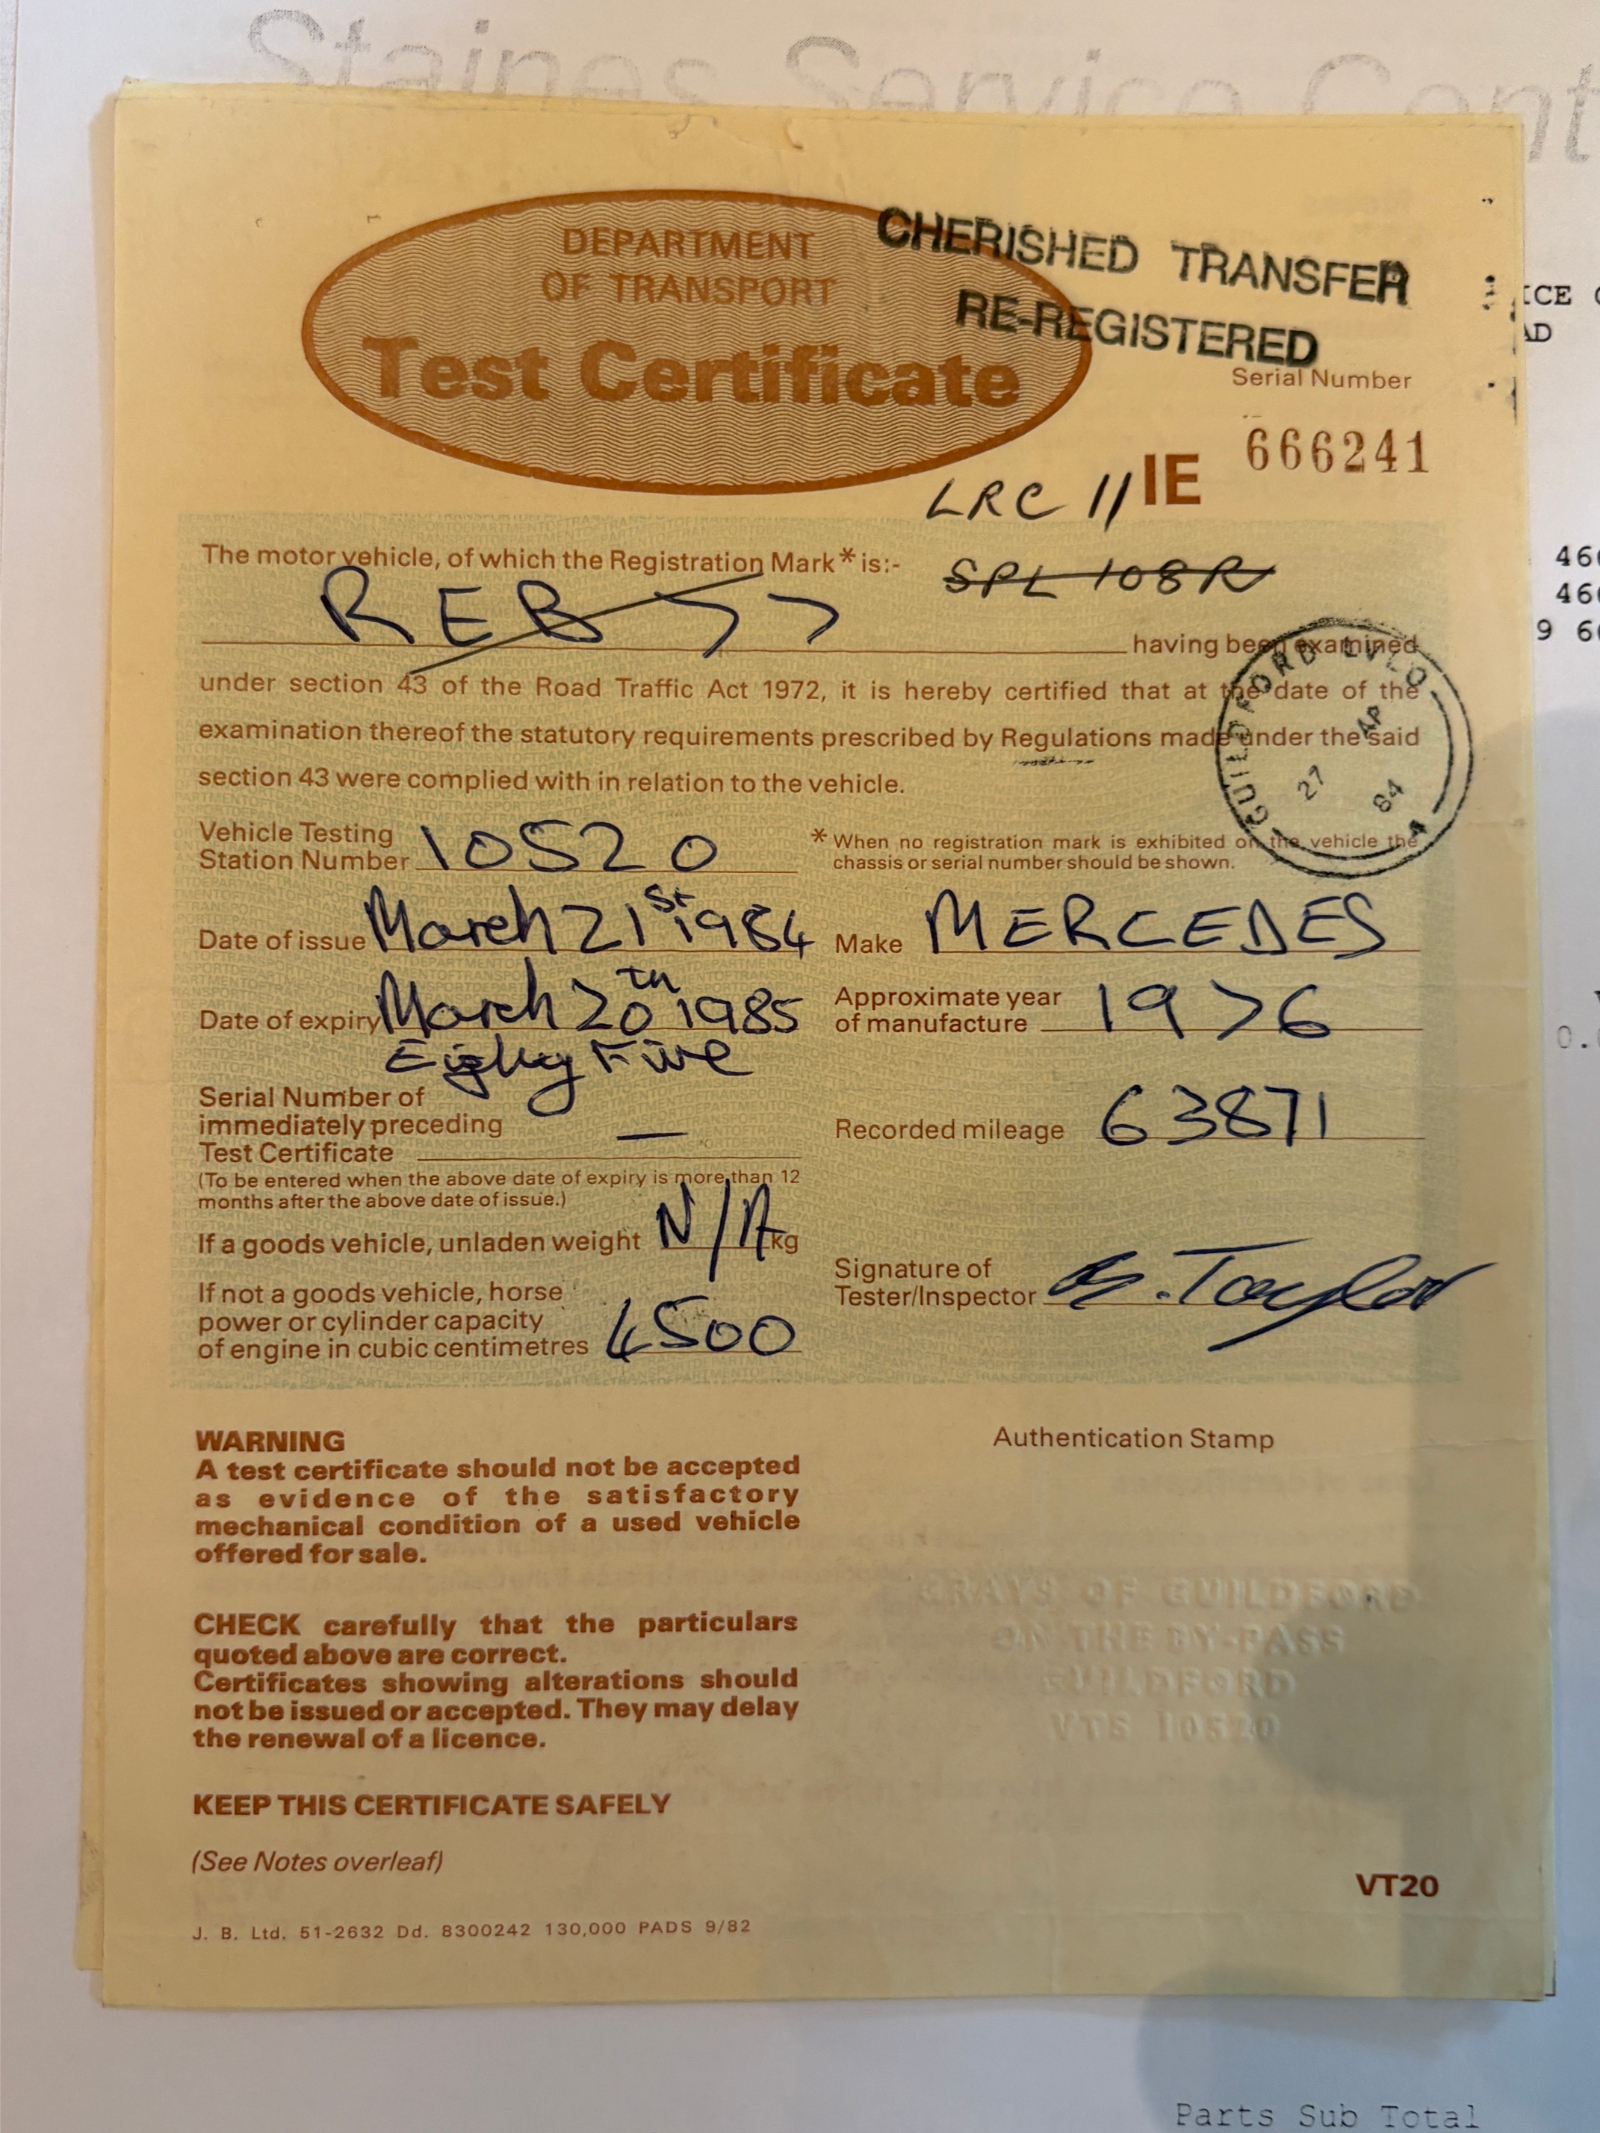 Staines Service Cent
DEPARTMENT
OF TRANSPORT
Test Certificate
CHERISHED TRANSFER
RE-REGISTERED
Serial Number
IE 666241
LRC 11
The motor vehicle, of which the Registration Mark* is:-
SPL 108R
REB 77
having been examined
under section 43 of the Road Traffic Act 1972, it is hereby certified that at the date of the
examination thereof the statutory requirements prescribed by Regulations made under the said
section 43 were complied with in relation to the vehicle.
GUILDFORD LVLO
27 AP 84
Vehicle Testing
Station Number 10520
* When no registration mark is exhibited on the vehicle the
chassis or serial number should be shown.
Date of issue March 21st 1984
Make MERCEDES
Date of expiry March 20th 1985
Eighty Five
Approximate year
of manufacture 1976
Serial Number of
immediately preceding
Test Certificate —
(To be entered when the above date of expiry is more than 12
months after the above date of issue.)
Recorded mileage 63871
If a goods vehicle, unladen weight N/A kg
If not a goods vehicle, horse
power or cylinder capacity
of engine in cubic centimetres 4500
Signature of
Tester/Inspector G. Taylor
WARNING
A test certificate should not be accepted
as evidence of the satisfactory
mechanical condition of a used vehicle
offered for sale.
CHECK carefully that the particulars
quoted above are correct.
Certificates showing alterations should
not be issued or accepted. They may delay
the renewal of a licence.
KEEP THIS CERTIFICATE SAFELY
(See Notes overleaf)
J. B. Ltd. 51-2632 Dd. 8300242 130,000 PADS 9/82
Authentication Stamp
GRAYS OF GUILDFORD
ON THE BY-PASS
GUILDFORD
VTS 10520
VT20
Parts Sub Total